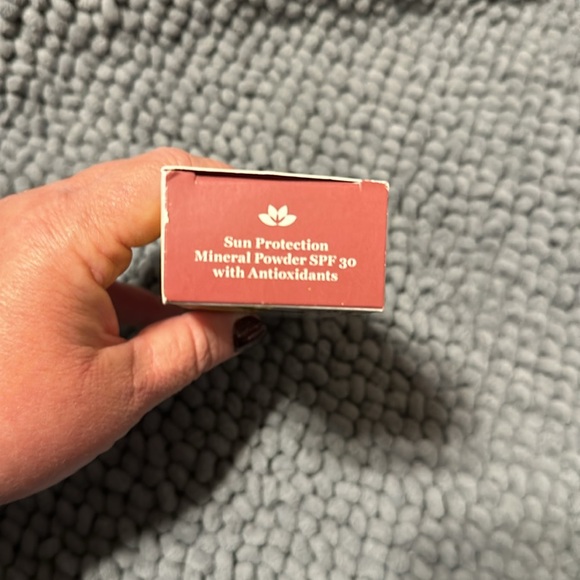 Sun Protection
Mineral Powder SPF 30
with Antioxidants